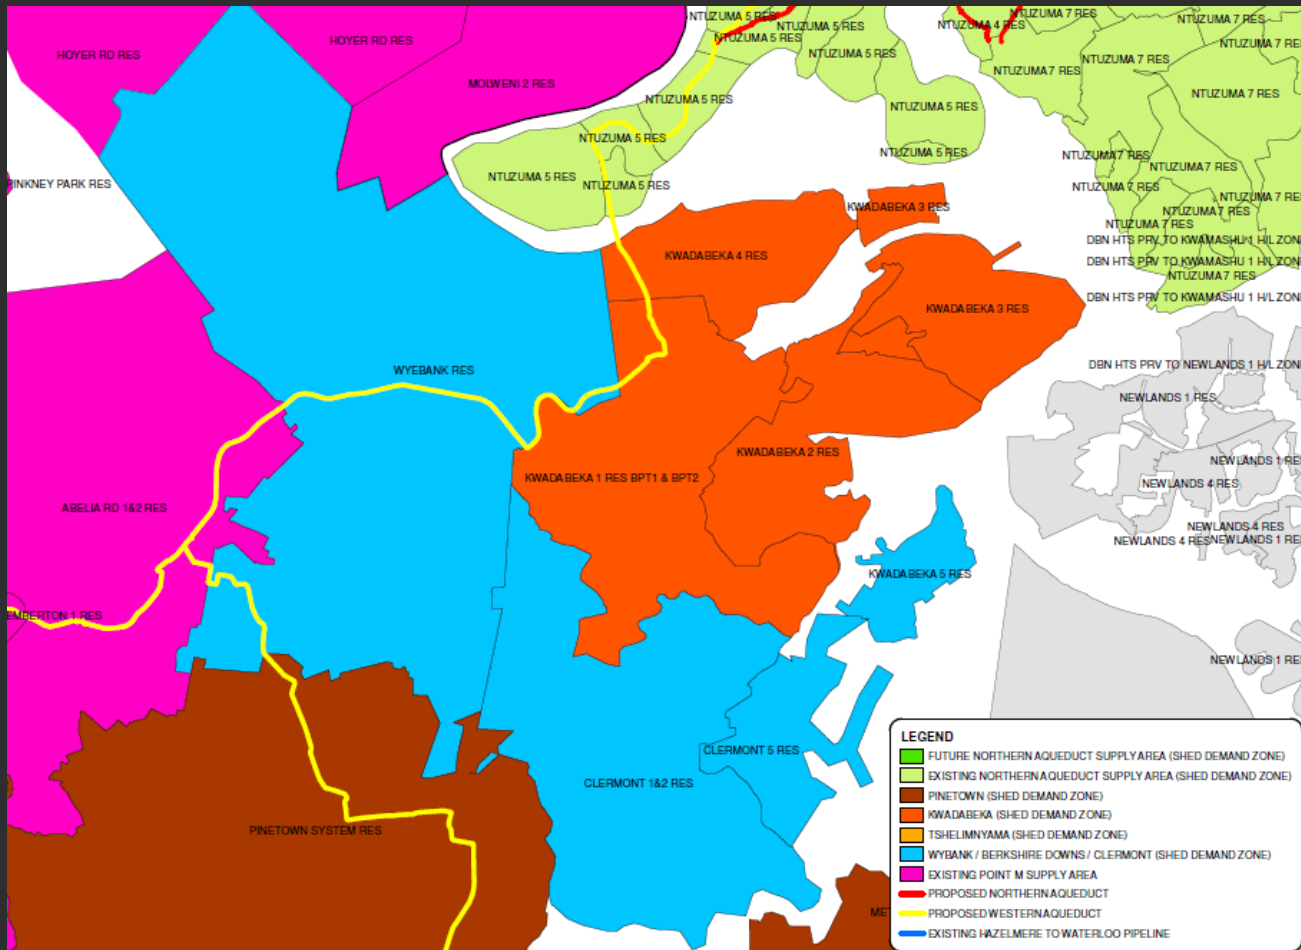 NTUZUMA 5 RES
NTUZUMA 7 RES
NTUZUMA 5 RES
NTUZUMA 7 RES
NTUZUMA 4 RES
HOYER RD RES
NTUZUMA 5 RES
NTUZUMA 7 RES
HOYER RD RES
NTUZUMA 5 RES
NTUZUMA 7 RES
NTUZUMA 7 RES
MOLWENI 2 RES
NTUZUMA 7 RES
NTUZUMA 5 RES
NTUZUMA 5 RES
NTUZUMA 5 RES
NTUZUMA 5 RES
NTUZUMA 7 RES
NTUZUMA 7 RES
NTUZUMA 5 RES
PINKNEY PARK RES
NTUZUMA 5 RES
NTUZUMA 7 RES
NTUZUMA 7 RES
KWADABEKA 3 RES
NTUZUMA 7 RES
NTUZUMA 7 RES
DBN HTS PRV TO KWAMASHU 1 H/L ZON
KWADABEKA 4 RES
DBN HTS PRV TO KWAMASHU 1 H/L ZON
NTUZUMA 7 RES
DBN HTS PRV TO KWAMASHU 1 H/L ZON
KWADABEKA 3 RES
DBN HTS PRV TO NEWLANDS 1 H/L ZON
WYEBANK RES
NEWLANDS 1 RES
KWADABEKA 2 RES
NEWLANDS 1 RE
KWADABEKA 1 RES BPT1 & BPT2
NEWLANDS 4 RES
ABELIA RD 1&2 RES
NEWLANDS 4 RES
NEWLANDS 4 RES
NEWLANDS 1 RE
KWADABEKA 5 RES
EMBERTON 1 RES
NEWLANDS 1 RE
CLERMONT 5 RES
CLERMONT 1&2 RES
PINETOWN SYSTEM RES
MET
LEGEND
FUTURE NORTHERN AQUEDUCT SUPPLY AREA (SHED DEMAND ZONE)
EXISTING NORTHERN AQUEDUCT SUPPLY AREA (SHED DEMAND ZONE)
PINETOWN (SHED DEMAND ZONE)
KWADABEKA (SHED DEMAND ZONE)
TSHELIMNYAMA (SHED DEMAND ZONE)
WYBANK / BERKSHIRE DOWNS / CLERMONT (SHED DEMAND ZONE)
EXISTING POINT M SUPPLY AREA
PROPOSED NORTHERN AQUEDUCT
PROPOSED WESTERN AQUEDUCT
EXISTING HAZELMERE TO WATERLOO PIPELINE